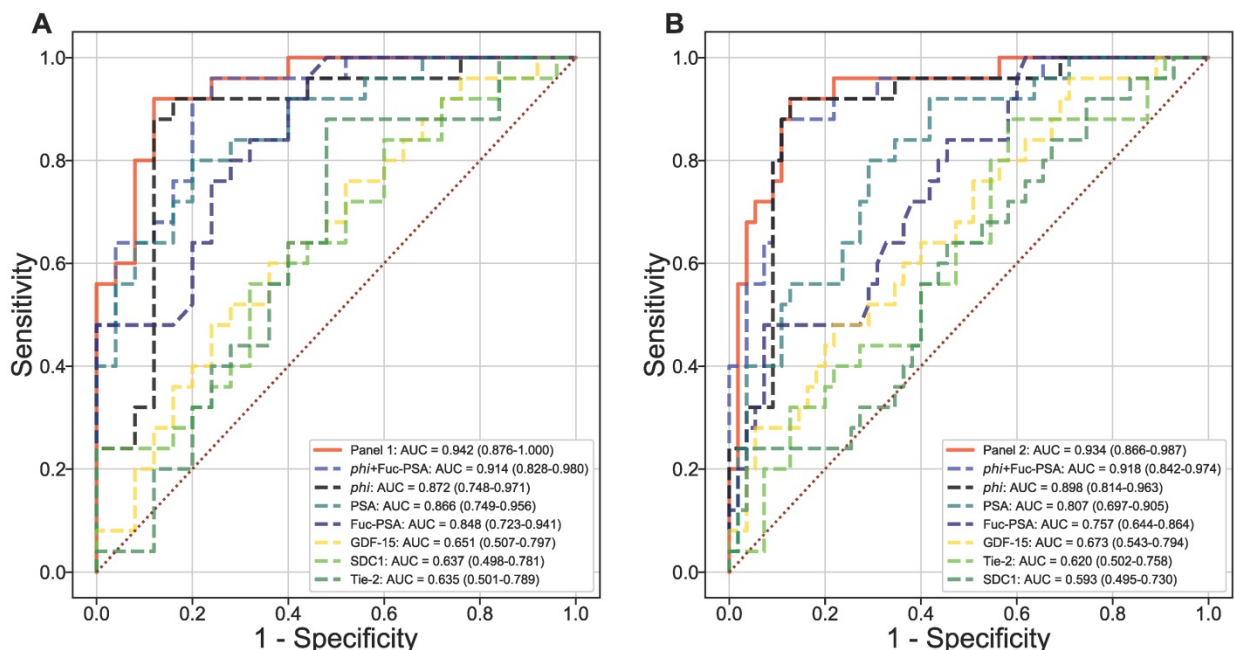 A
1.0
0.8
0.6
0.4
0.2
0.0
Sensitivity
Panel 1: AUC = 0.942 (0.876-1.000)
phi+Fuc-PSA: AUC = 0.914 (0.828-0.980)
phi: AUC = 0.872 (0.748-0.971)
PSA: AUC = 0.866 (0.749-0.956)
Fuc-PSA: AUC = 0.848 (0.723-0.941)
GDF-15: AUC = 0.651 (0.507-0.797)
SDC1: AUC = 0.637 (0.498-0.781)
Tie-2: AUC = 0.635 (0.501-0.789)
0.0 0.2 0.4 0.6 0.8 1.0
1 - Specificity
B
1.0
0.8
0.6
0.4
0.2
0.0
Sensitivity
Panel 2: AUC = 0.934 (0.866-0.987)
phi+Fuc-PSA: AUC = 0.918 (0.842-0.974)
phi: AUC = 0.898 (0.814-0.963)
PSA: AUC = 0.807 (0.697-0.905)
Fuc-PSA: AUC = 0.757 (0.644-0.864)
GDF-15: AUC = 0.673 (0.543-0.794)
Tie-2: AUC = 0.620 (0.502-0.758)
SDC1: AUC = 0.593 (0.495-0.730)
0.0 0.2 0.4 0.6 0.8 1.0
1 - Specificity